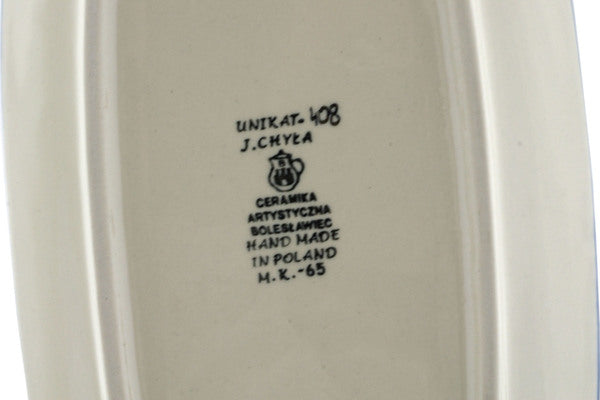 UNIKAT-408
J.CHYŁA
B
CERAMIKA
ARTYSTYCZNA
BOLESŁAWIEC
HAND MADE
IN POLAND
M.K.-65